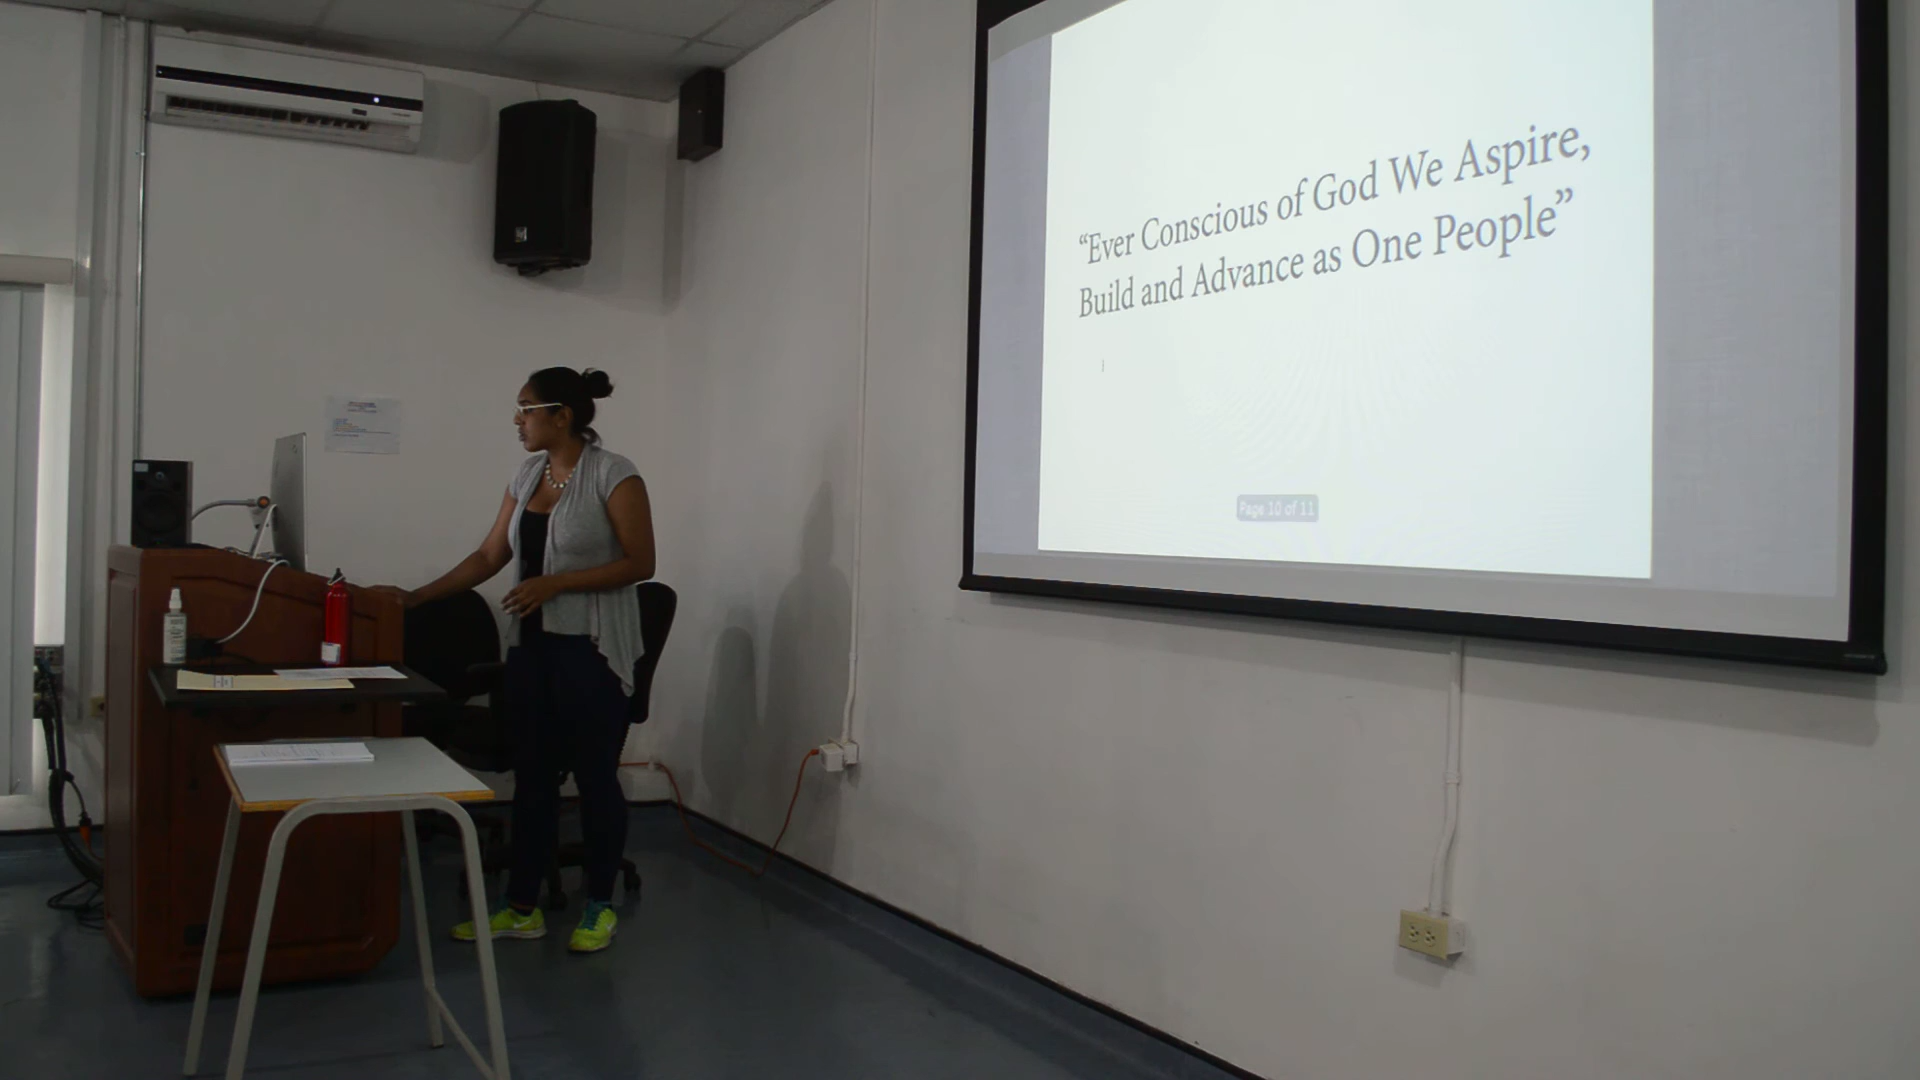 “Ever Conscious of God We Aspire,
Build and Advance as One People”
Page 10 of 11